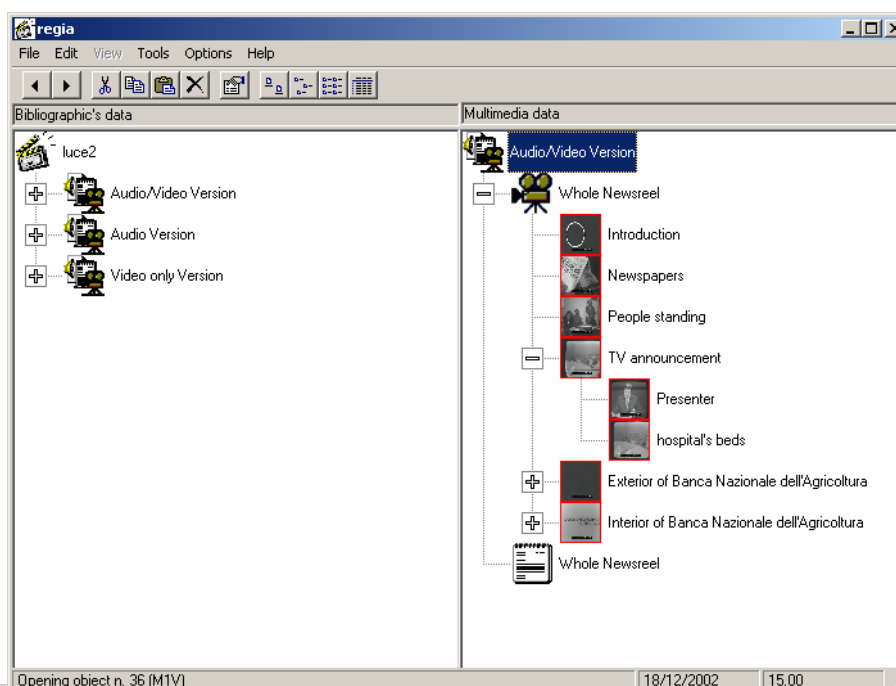 regia
File Edit View Tools Options Help
Bibliographic's data
Multimedia data
luce2
Audio/Video Version
Audio Version
Video only Version
Audio/Video Version
Whole Newsreel
Introduction
Newspapers
People standing
TV announcement
Presenter
hospital's beds
Exterior of Banca Nazionale dell'Agricoltura
Interior of Banca Nazionale dell'Agricoltura
Whole Newsreel
Opening object n. 36 (M1V)
18/12/2002
15.00